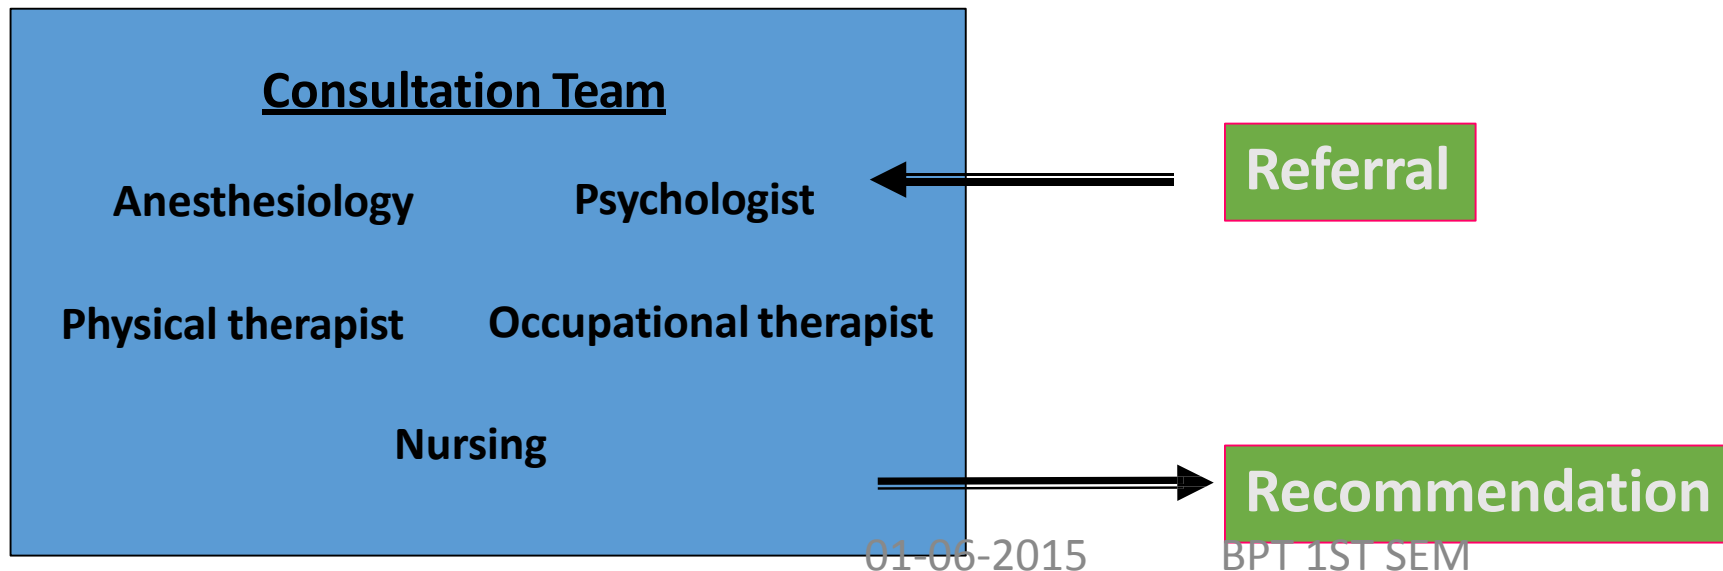 Consultation Team
Referral
Anesthesiology Psychologist
Physical therapist Occupational therapist
Nursing
Recommendation
01-06-2015 BPT 1ST SEM